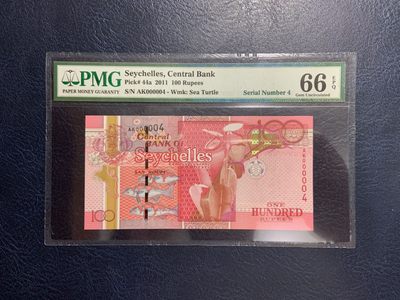 PMG
PAPER MONEY GUARANTY
Seychelles, Central Bank
Pick# 44a 2011 100 Rupees
S/N AK000004 - Wmk: Sea Turtle
Serial Number 4
66 EPQ
Gem Uncirculated
AK000004
Central
BANK OF
Seychelles
100
100
ONE
HUNDRED
RUPEES
AK000004